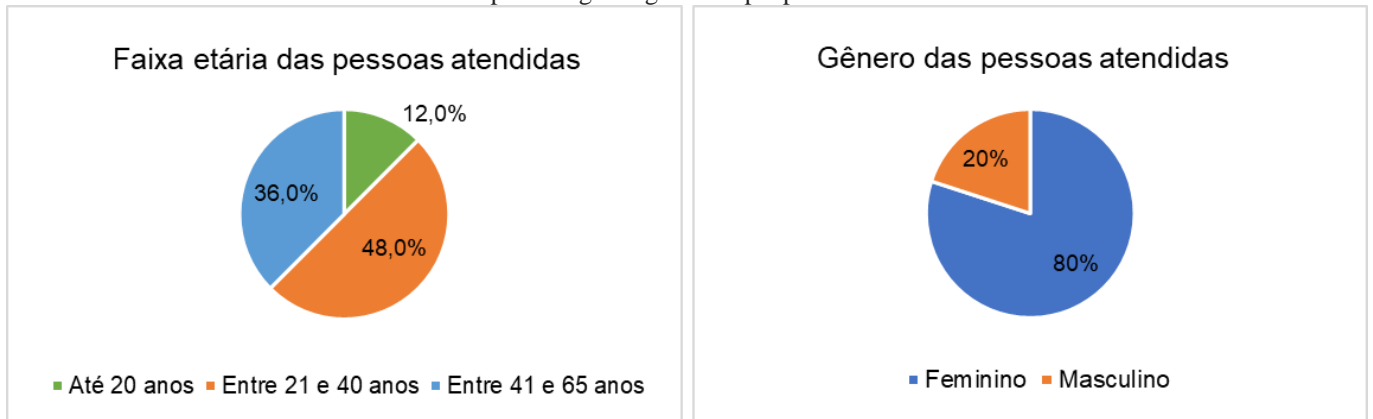 Faixa etária das pessoas atendidas
12,0%
36,0%
48,0%
Até 20 anos Entre 21 e 40 anos Entre 41 e 65 anos
Gênero das pessoas atendidas
20%
80%
Feminino Masculino